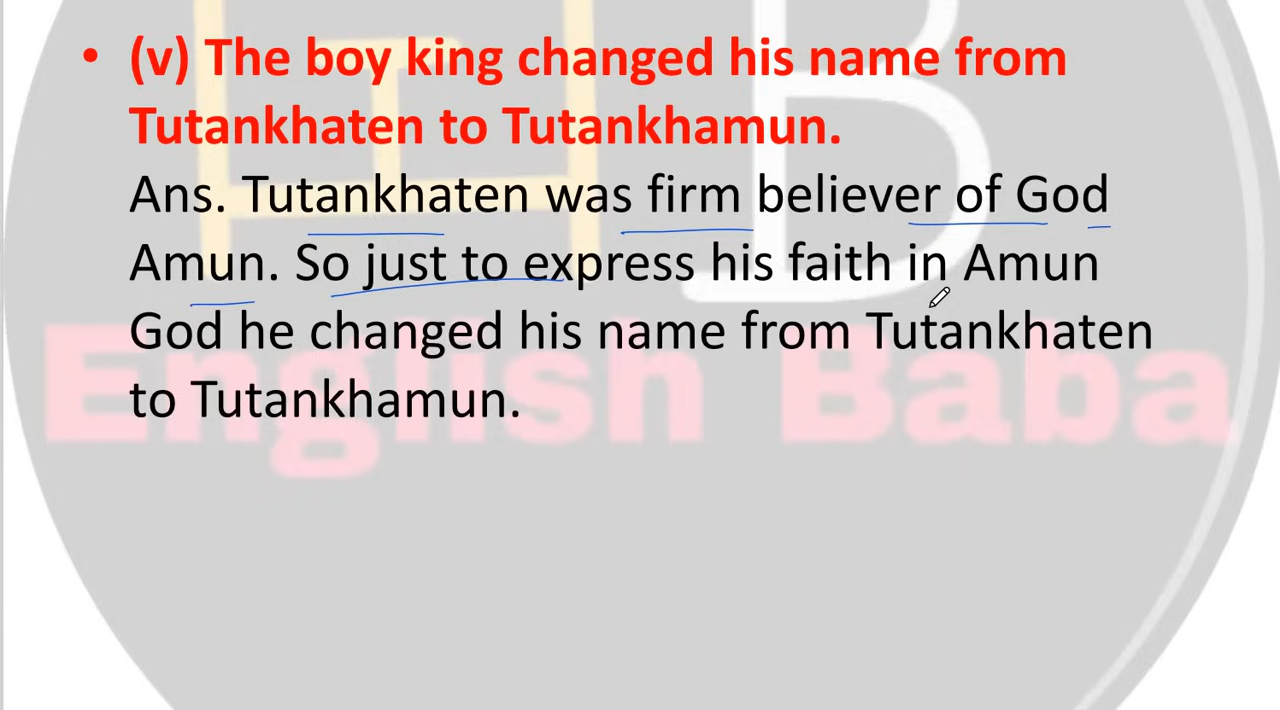 • (v) The boy king changed his name from
Tutankhaten to Tutankhamun.
Ans. Tutankhaten was firm believer of God
Amun. So just to express his faith in Amun
God he changed his name from Tutankhaten
to Tutankhamun.
English Baba